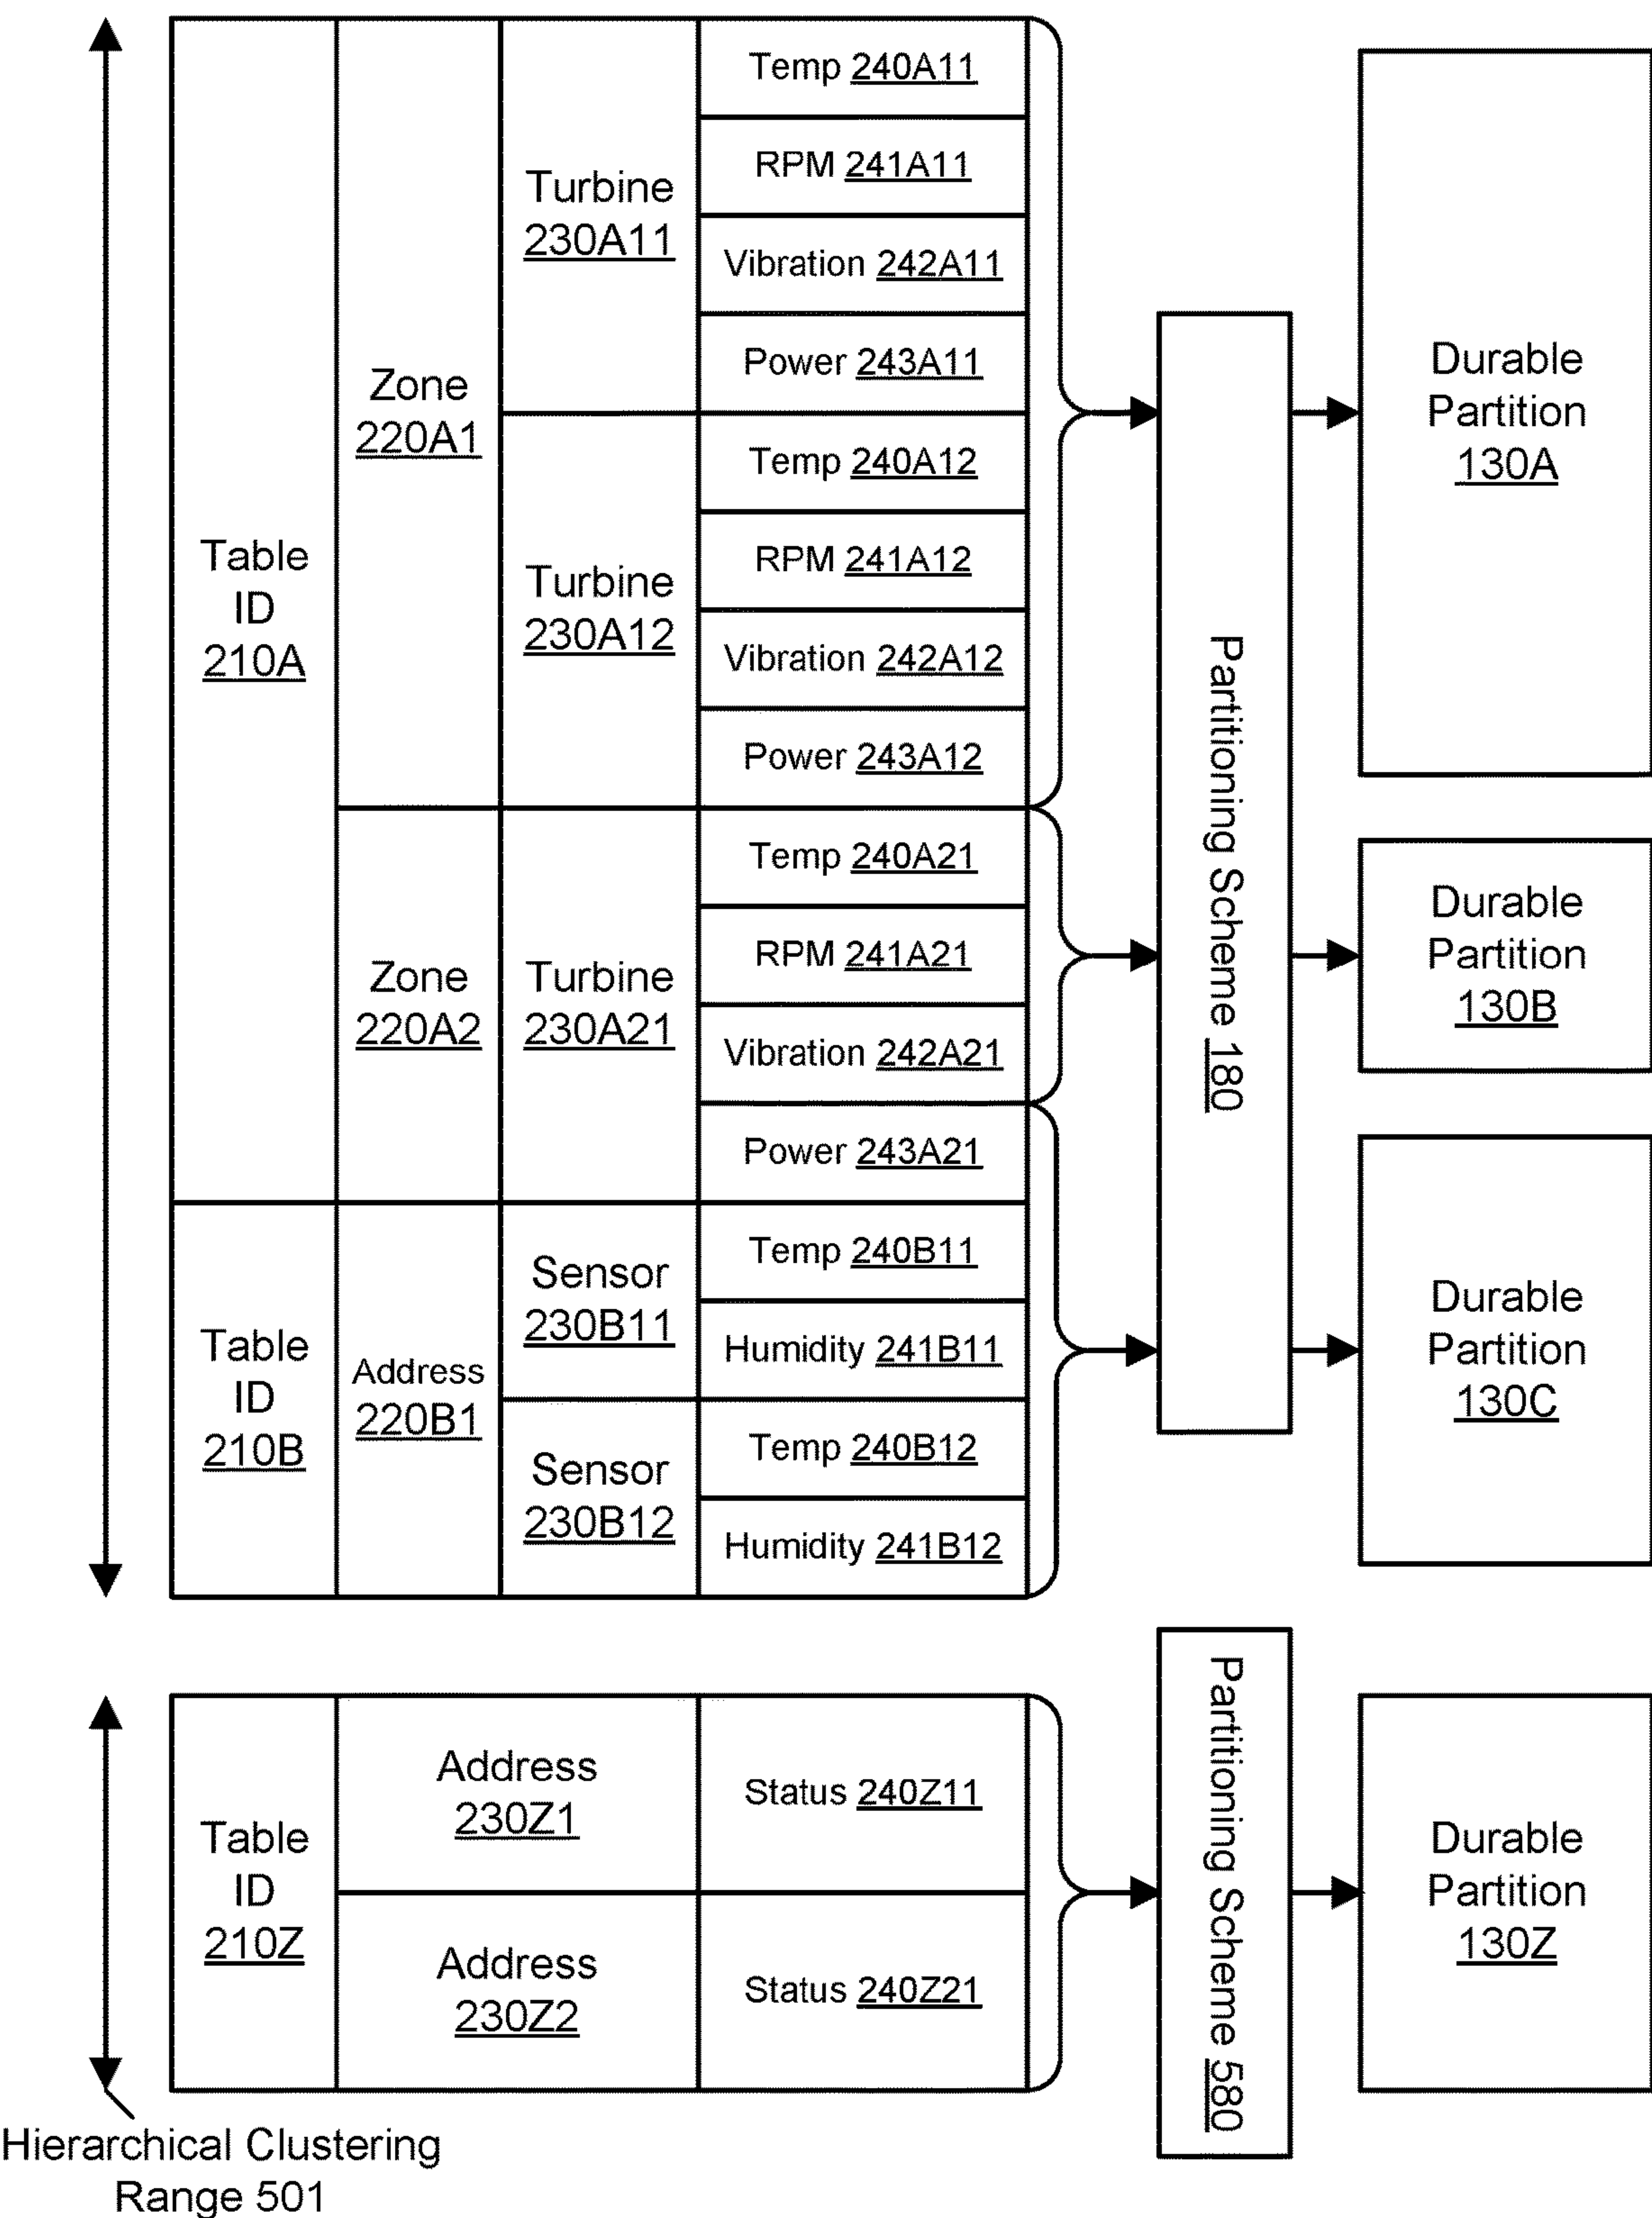 Table
ID
210A
Zone
220A1
Turbine
230A11
Temp 240A11
RPM 241A11
Vibration 242A11
Power 243A11
Turbine
230A12
Temp 240A12
RPM 241A12
Vibration 242A12
Power 243A12
Zone
220A2
Turbine
230A21
Temp 240A21
RPM 241A21
Vibration 242A21
Power 243A21
Table
ID
210B
Address
220B1
Sensor
230B11
Temp 240B11
Humidity 241B11
Sensor
230B12
Temp 240B12
Humidity 241B12
Partitioning Scheme 180
Durable
Partition
130A
Durable
Partition
130B
Durable
Partition
130C
Table
ID
210Z
Address
230Z1
Status 240Z11
Address
230Z2
Status 240Z21
Partitioning Scheme 580
Durable
Partition
130Z
Hierarchical Clustering
Range 501